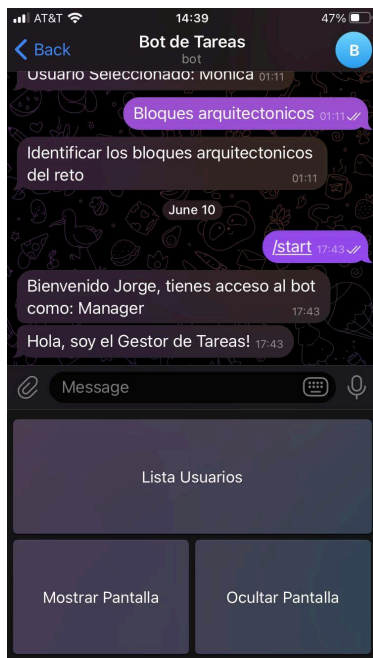 AT&T
14:39
47%
Back
Bot de Tareas
bot
B
Usuario Seleccionado: Monica 01:11
Bloques arquitectonicos 01:11
Identificar los bloques arquitectonicos
del reto 01:11
June 10
/start 17:43
Bienvenido Jorge, tienes acceso al bot
como: Manager 17:43
Hola, soy el Gestor de Tareas! 17:43
Message
Lista Usuarios
Mostrar Pantalla
Ocultar Pantalla